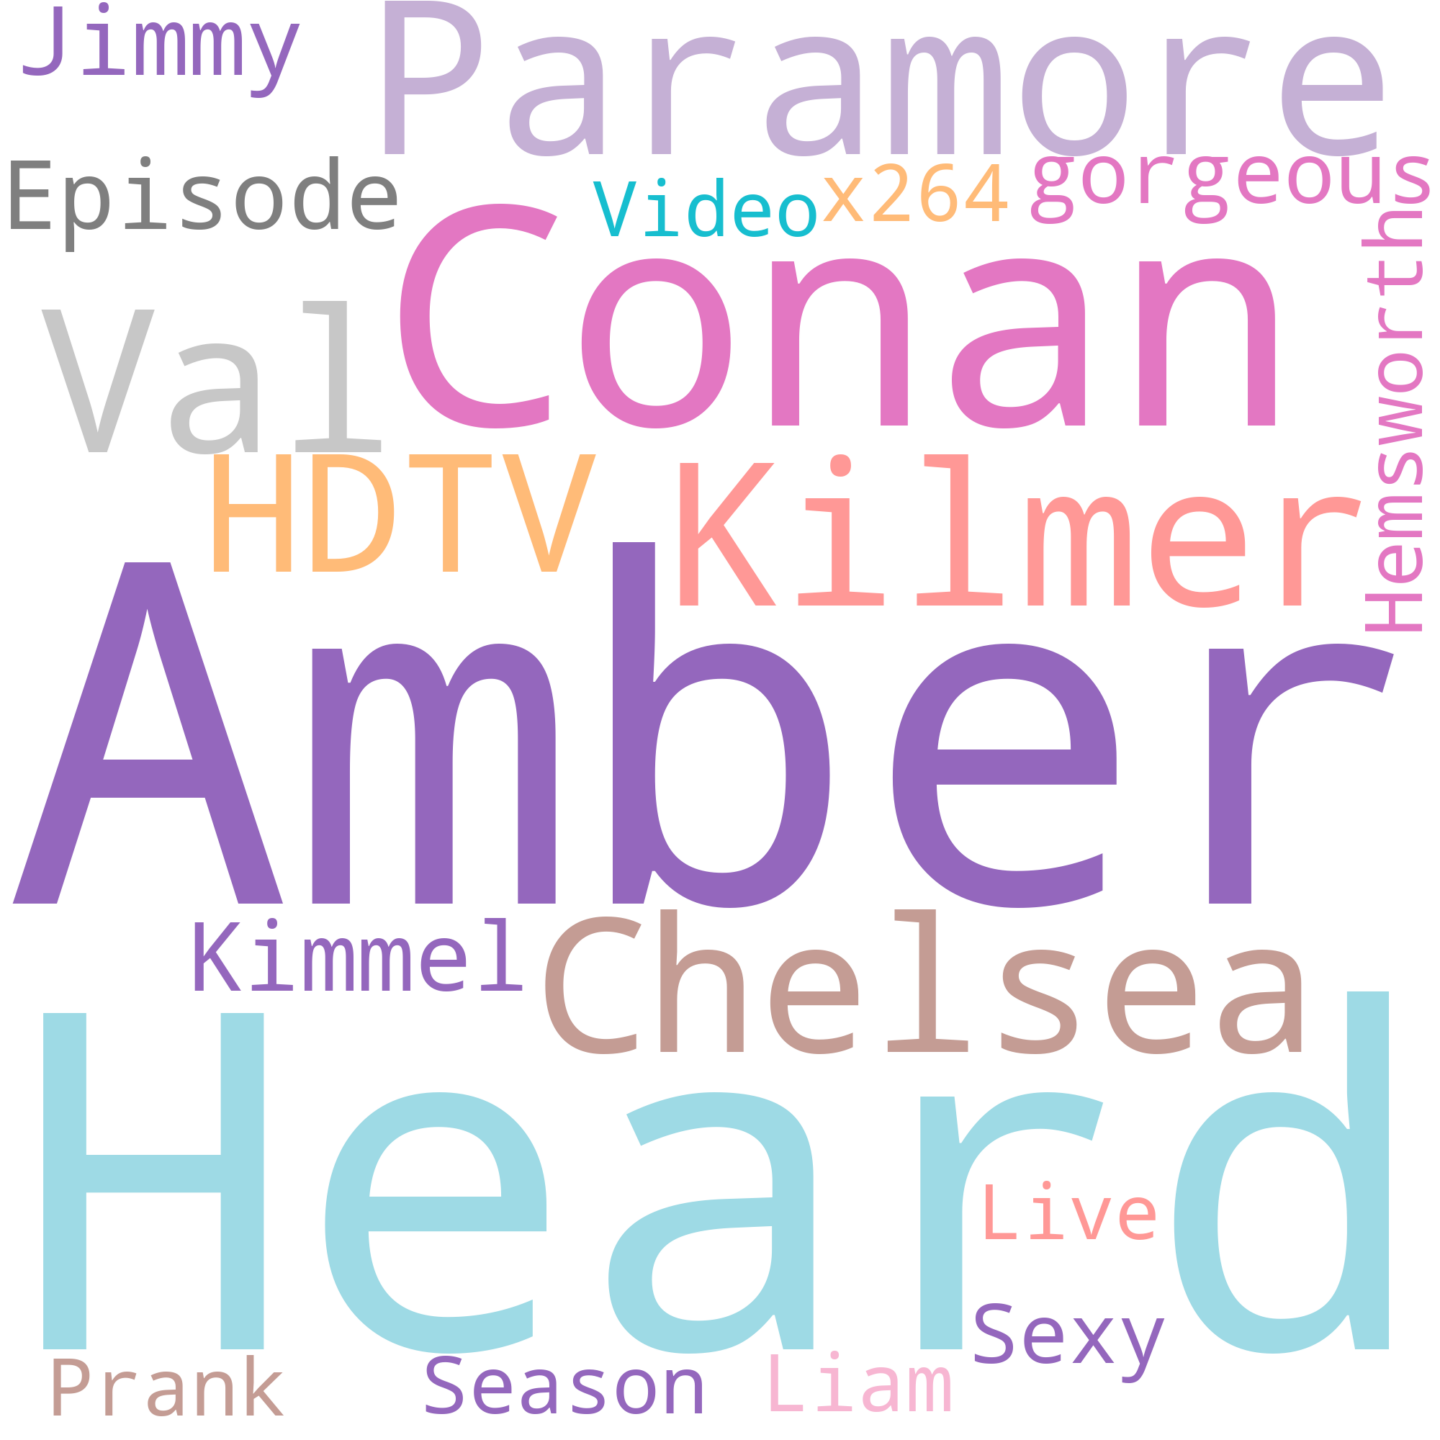 Jimmy
Paramore
Episode
Video
x264
gorgeous
Conan
Hemsworth
Val
HDTV
Kilmer
Amber
Kimmel
Chelsea
Heard
Live
Sexy
Prank
Season
Liam